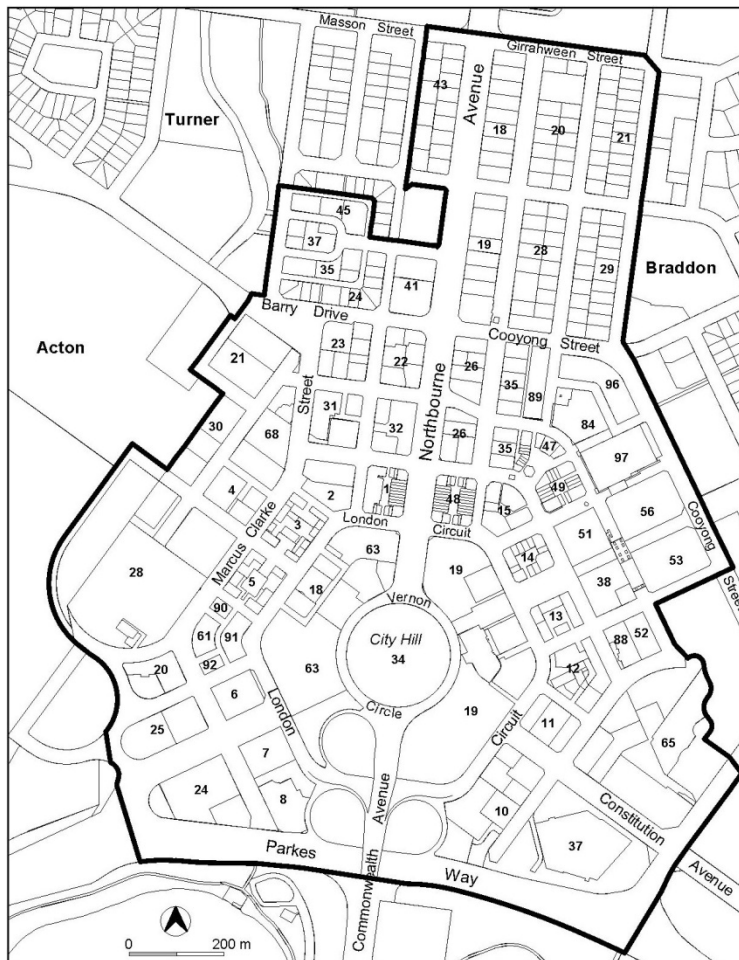 Masson Street
Girrahween Street
43
Avenue
Turner
18
20
21
45
37
19
28
29
35
24
41
Braddon
Barry Drive
Cooyong Street
Acton
23
22
26
35
89
96
21
Street
31
Northbourne
32
84
30
68
26
35
47
97
4
2
1
48
49
15
56
Marcus Clarke
3
London Circuit
51
Cooyong Street
28
63
19
14
53
5
18
38
Vernon
90
City Hill
13
61
91
34
88
52
92
63
12
20
6
Circle
19
London
Circuit
11
25
65
7
24
8
Avenue
10
Constitution Avenue
37
Parkes Way
Commonwealth
0 200 m